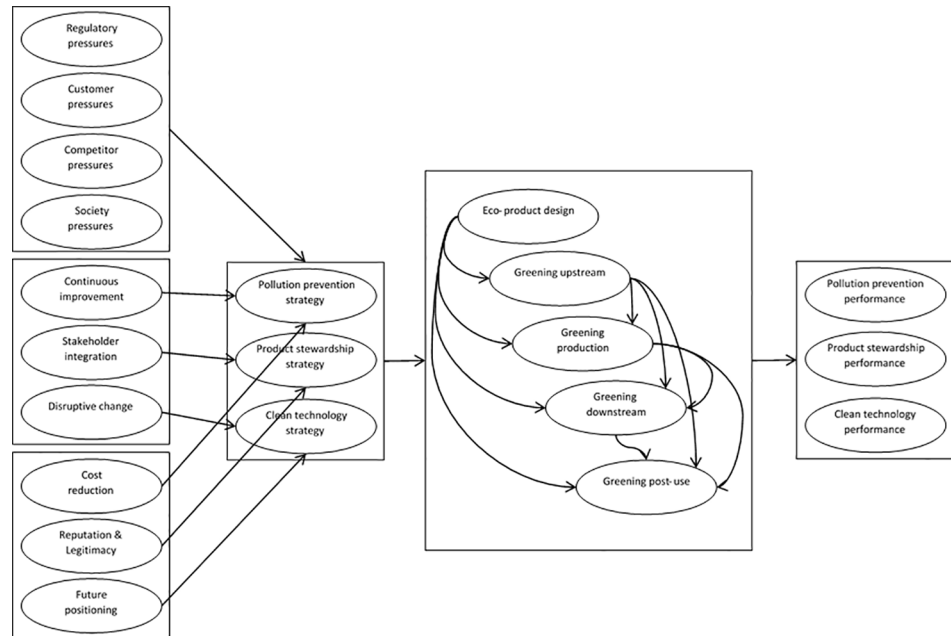 Regulatory
pressures
Customer
pressures
Competitor
pressures
Society
pressures
Continuous
improvement
Stakeholder
integration
Disruptive change
Cost
reduction
Reputation &
Legitimacy
Future
positioning
Pollution prevention
strategy
Product stewardship
strategy
Clean technology
strategy
Eco- product design
Greening upstream
Greening
production
Greening
downstream
Greening post- use
Pollution prevention
performance
Product stewardship
performance
Clean technology
performance